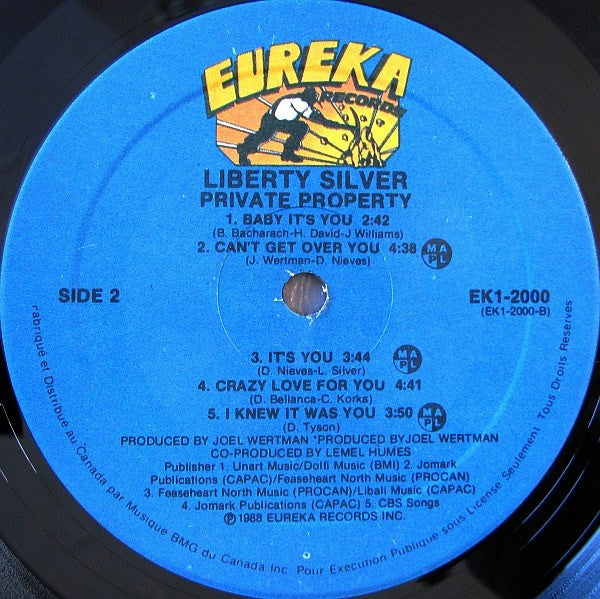 EUREKA
RECORDS
LIBERTY SILVER
PRIVATE PROPERTY
1. BABY IT'S YOU 2:42
(B. Bacharach-H. David-J Williams)
2. CAN'T GET OVER YOU 4:38 MAPL
(J. Wertman-D. Nieves)
SIDE 2
EK1-2000
(EK1-2000-B)
3. IT'S YOU 3:44 MAPL
(D. Nieves-L. Silver)
4. CRAZY LOVE FOR YOU 4:41
(D. Bellanca-C. Korka)
5. I KNEW IT WAS YOU 3:50 MAPL
(D. Tyson)
PRODUCED BY JOEL WERTMAN *PRODUCED BYJOEL WERTMAN
CO-PRODUCED BY LEMEL HUMES
Publisher 1. Unart Music/Dolfi Music (BMI) 2. Jomark
Publications (CAPAC)/Feaseheart North Music (PROCAN)
3. Feaseheart North Music (PROCAN)/Libali Music (CAPAC)
4. Jomark Publications (CAPAC) 5. CBS Songs
℗1988 EUREKA RECORDS INC.
Fabriqué et Distribué au Canada par Musique BMG du Canada Inc Pour Execution Publique sous License Seulement Tous Droits Reserves